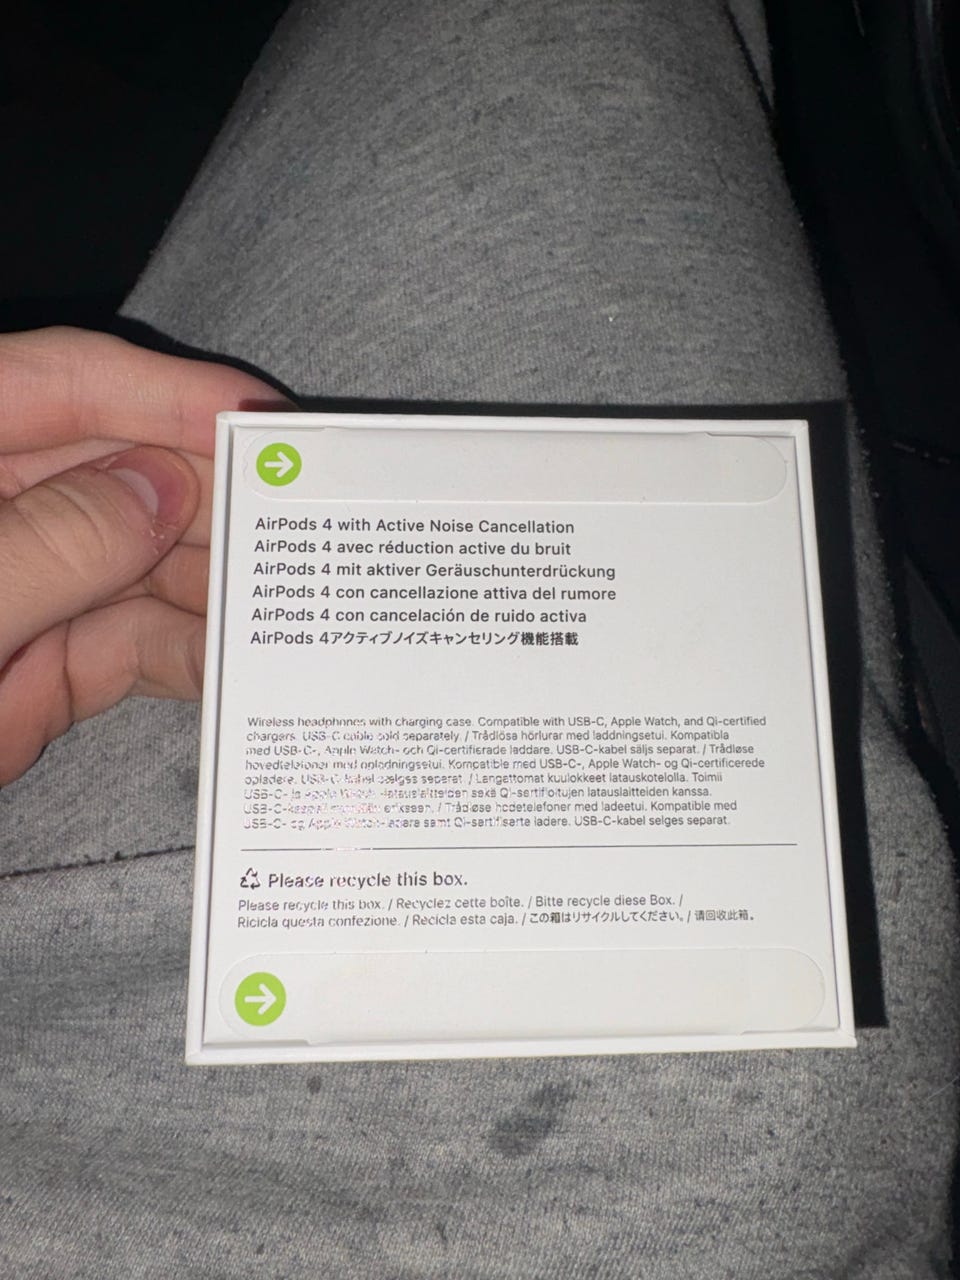 AirPods 4 with Active Noise Cancellation
AirPods 4 avec réduction active du bruit
AirPods 4 mit aktiver Geräuschunterdrückung
AirPods 4 con cancellazione attiva del rumore
AirPods 4 con cancelación de ruido activa
AirPods 4アクティブノイズキャンセリング機能搭載
Wireless headphones with charging case. Compatible with USB-C, Apple Watch, and Qi-certified
chargers. USB-C cable sold separately. / Trådlösa hörlurar med laddningsetui. Kompatibla
med USB-C-, Apple Watch- och Qi-certifierade laddare. USB-C-kabel säljs separat. / Trådløse
hovedtelefoner med opladningsetui. Kompatible med USB-C-, Apple Watch- og Qi-certificerede
opladere. USB-C-kabel sælges separat. / Langattomat kuulokkeet latauskotelolla. Toimii
USB-C- ja Apple Watch -latauslaitteiden sekä Qi-sertifioitujen latauslaitteiden kanssa.
USB-C-kaapeli myydään erikseen. / Trådløse hodetelefoner med ladeetui. Kompatible med
USB-C- og Apple Watch-ladere samt Qi-sertifiserte ladere. USB-C-kabel selges separat.
Please recycle this box.
Please recycle this box. / Recyclez cette boîte. / Bitte recycle diese Box. /
Ricicla questa confezione. / Recicla esta caja. / この箱はリサイクルしてください。/ 请回收此箱。